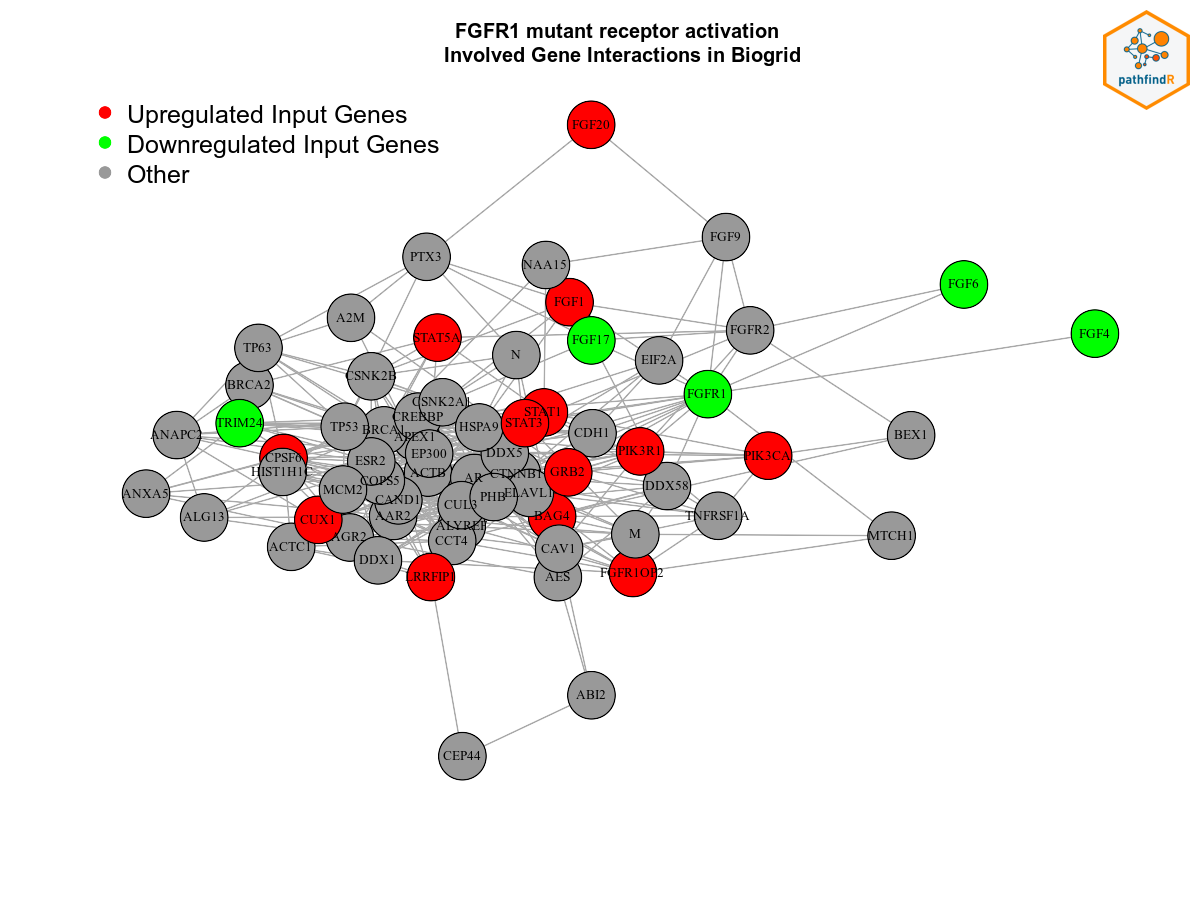 FGFR1 mutant receptor activation
Involved Gene Interactions in Biogrid
pathfindR
Upregulated Input Genes
Downregulated Input Genes
Other
FGF20
FGF9
PTX3
NAA15
FGF6
FGF1
A2M
FGFR2
FGF4
STAT5A
FGF17
TP63
N
EIF2A
CSNK2B
BRCA2
FGFR1
CSNK2A1
STAT1
CREBBP
TRIM24
STAT3
TP53
HSPA9
BRCA1
CDH1
ANAPC2
BEX1
APEX1
PIK3R1
EP300
DDX5
PIK3CA
CPSF6
ESR2
HIST1H1C
GRB2
ACTB
CTNNB1
AR
COPS5
DDX58
MCM2
ELAVL1
ANXA5
PHB
CAND1
CUL3
ALG13
AAR2
BAG4
TNFRSF1A
CUX1
ALYREF
M
MTCH1
AGR2
CCT4
ACTC1
CAV1
DDX1
FGFR1OP2
LRRFIP1
AES
ABI2
CEP44